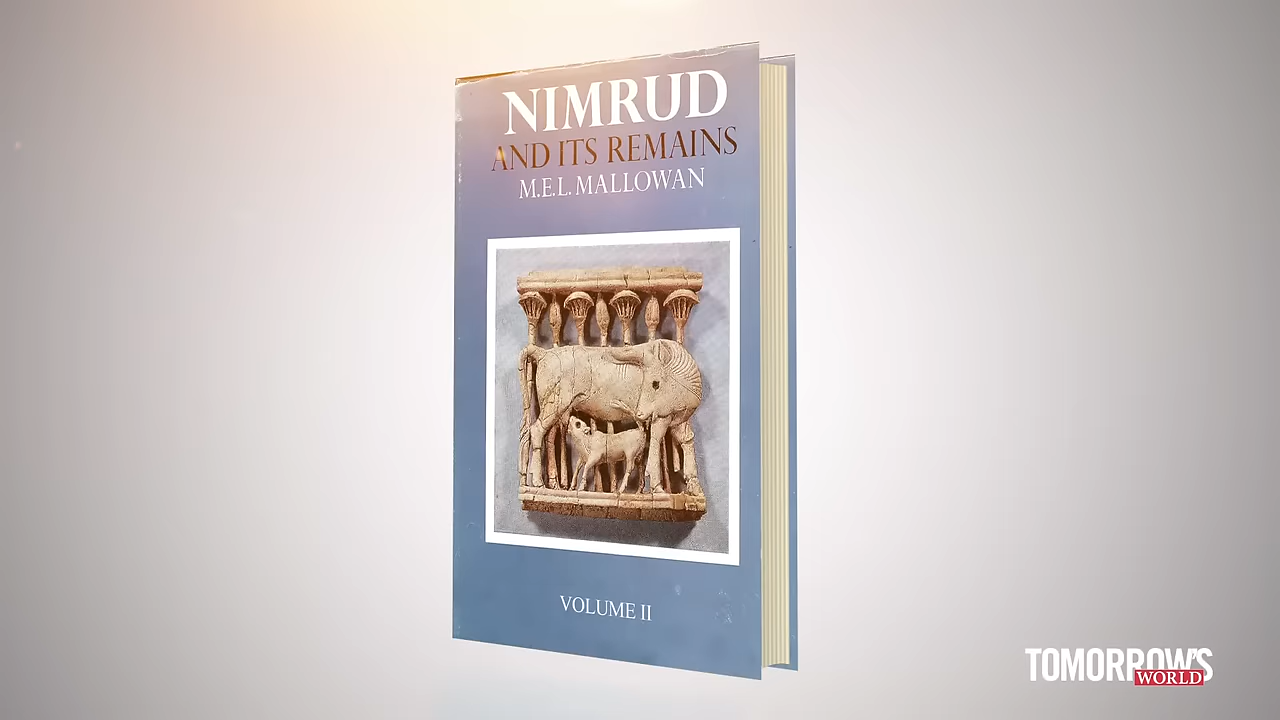 NIMRUD
AND ITS REMAINS
M.E.L. MALLOWAN
VOLUME II
TOMORROW'S
WORLD